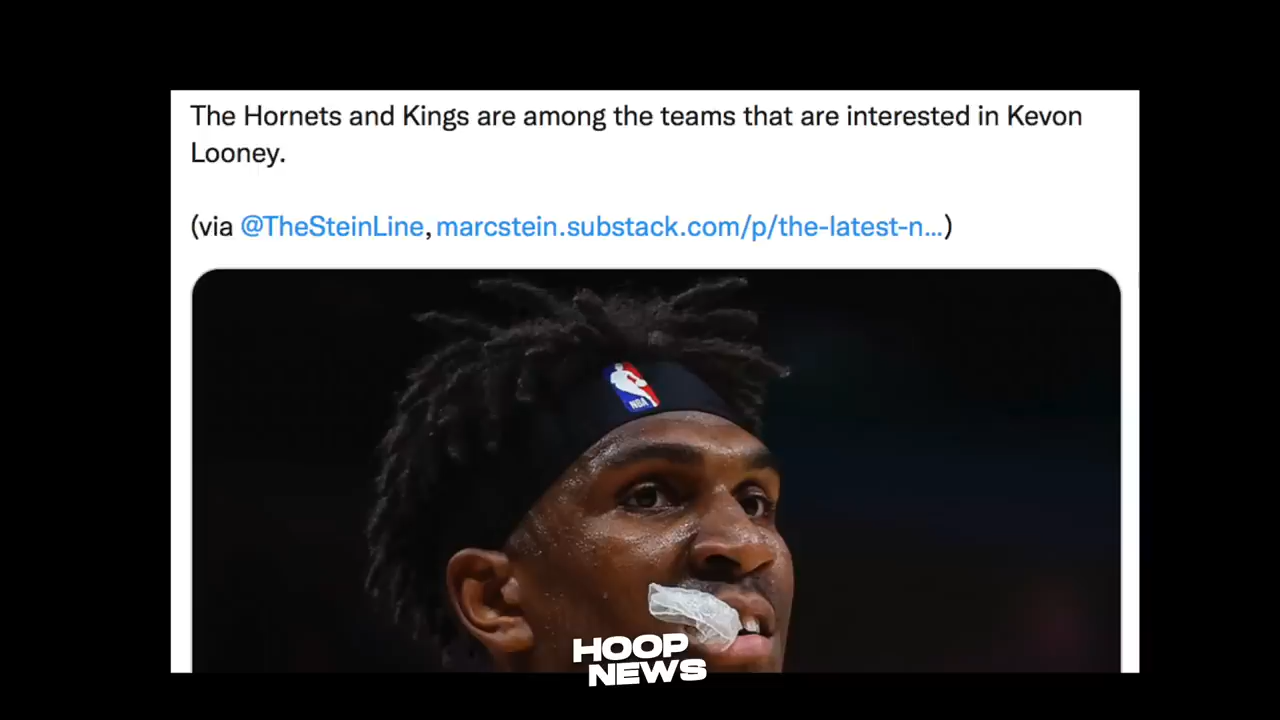 The Hornets and Kings are among the teams that are interested in Kevon
Looney.
(via @TheSteinLine, marcstein.substack.com/p/the-latest-n...)
NBA
HOOP
NEWS